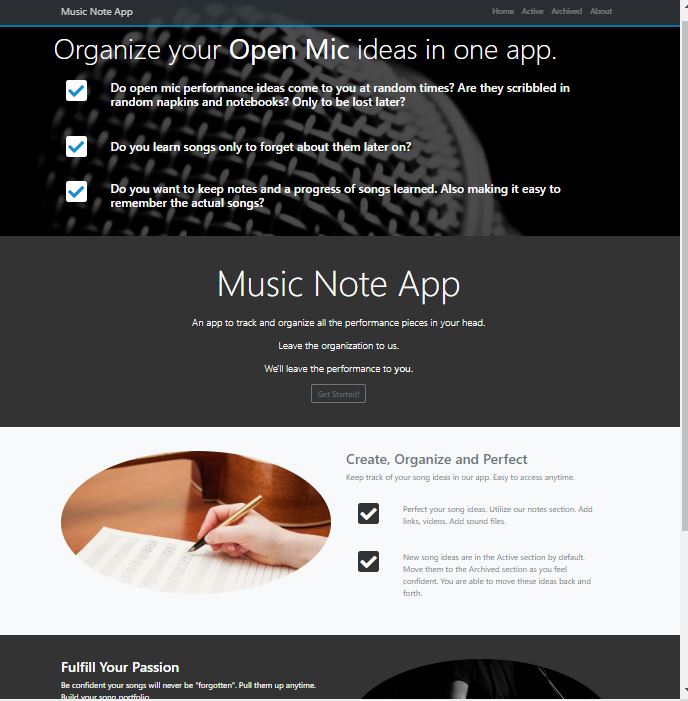 Music Note App
Home Active Archived About
Organize your Open Mic ideas in one app.
Do open mic performance ideas come to you at random times? Are they scribbled in
random napkins and notebooks? Only to be lost later?
Do you learn songs only to forget about them later on?
Do you want to keep notes and a progress of songs learned. Also making it easy to
remember the actual songs?
Music Note App
An app to track and organize all the performance pieces in your head.
Leave the organization to us.
We'll leave the performance to you.
Get Started!
Create, Organize and Perfect
Keep track of your song ideas in our app. Easy to access anytime.
Perfect your song ideas. Utilize our notes section. Add
links, videos. Add sound files.
New song ideas are in the Active section by default.
Move them to the Archived section as you feel
confident. You are able to move these ideas back and
forth.
Fulfill Your Passion
Be confident your songs will never be "forgotten". Pull them up anytime.
Build your song portfolio